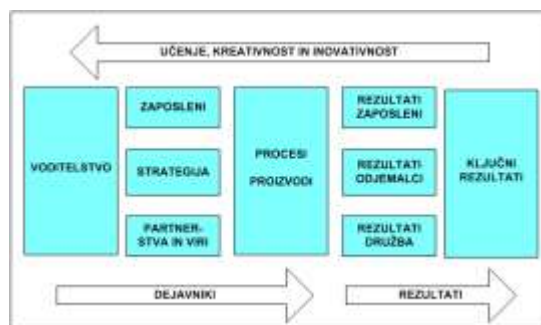 UČENJE, KREATIVNOST IN INOVATIVNOST
VODITELSTVO
ZAPOSLENI
STRATEGIJA
PARTNER-
STVA IN VIRI
PROCESI
PROIZVODI
REZULTATI
ZAPOSLENI
REZULTATI
ODJEMALCI
REZULTATI
DRUŽBA
KLJUČNI
REZULTATI
DEJAVNIKI
REZULTATI